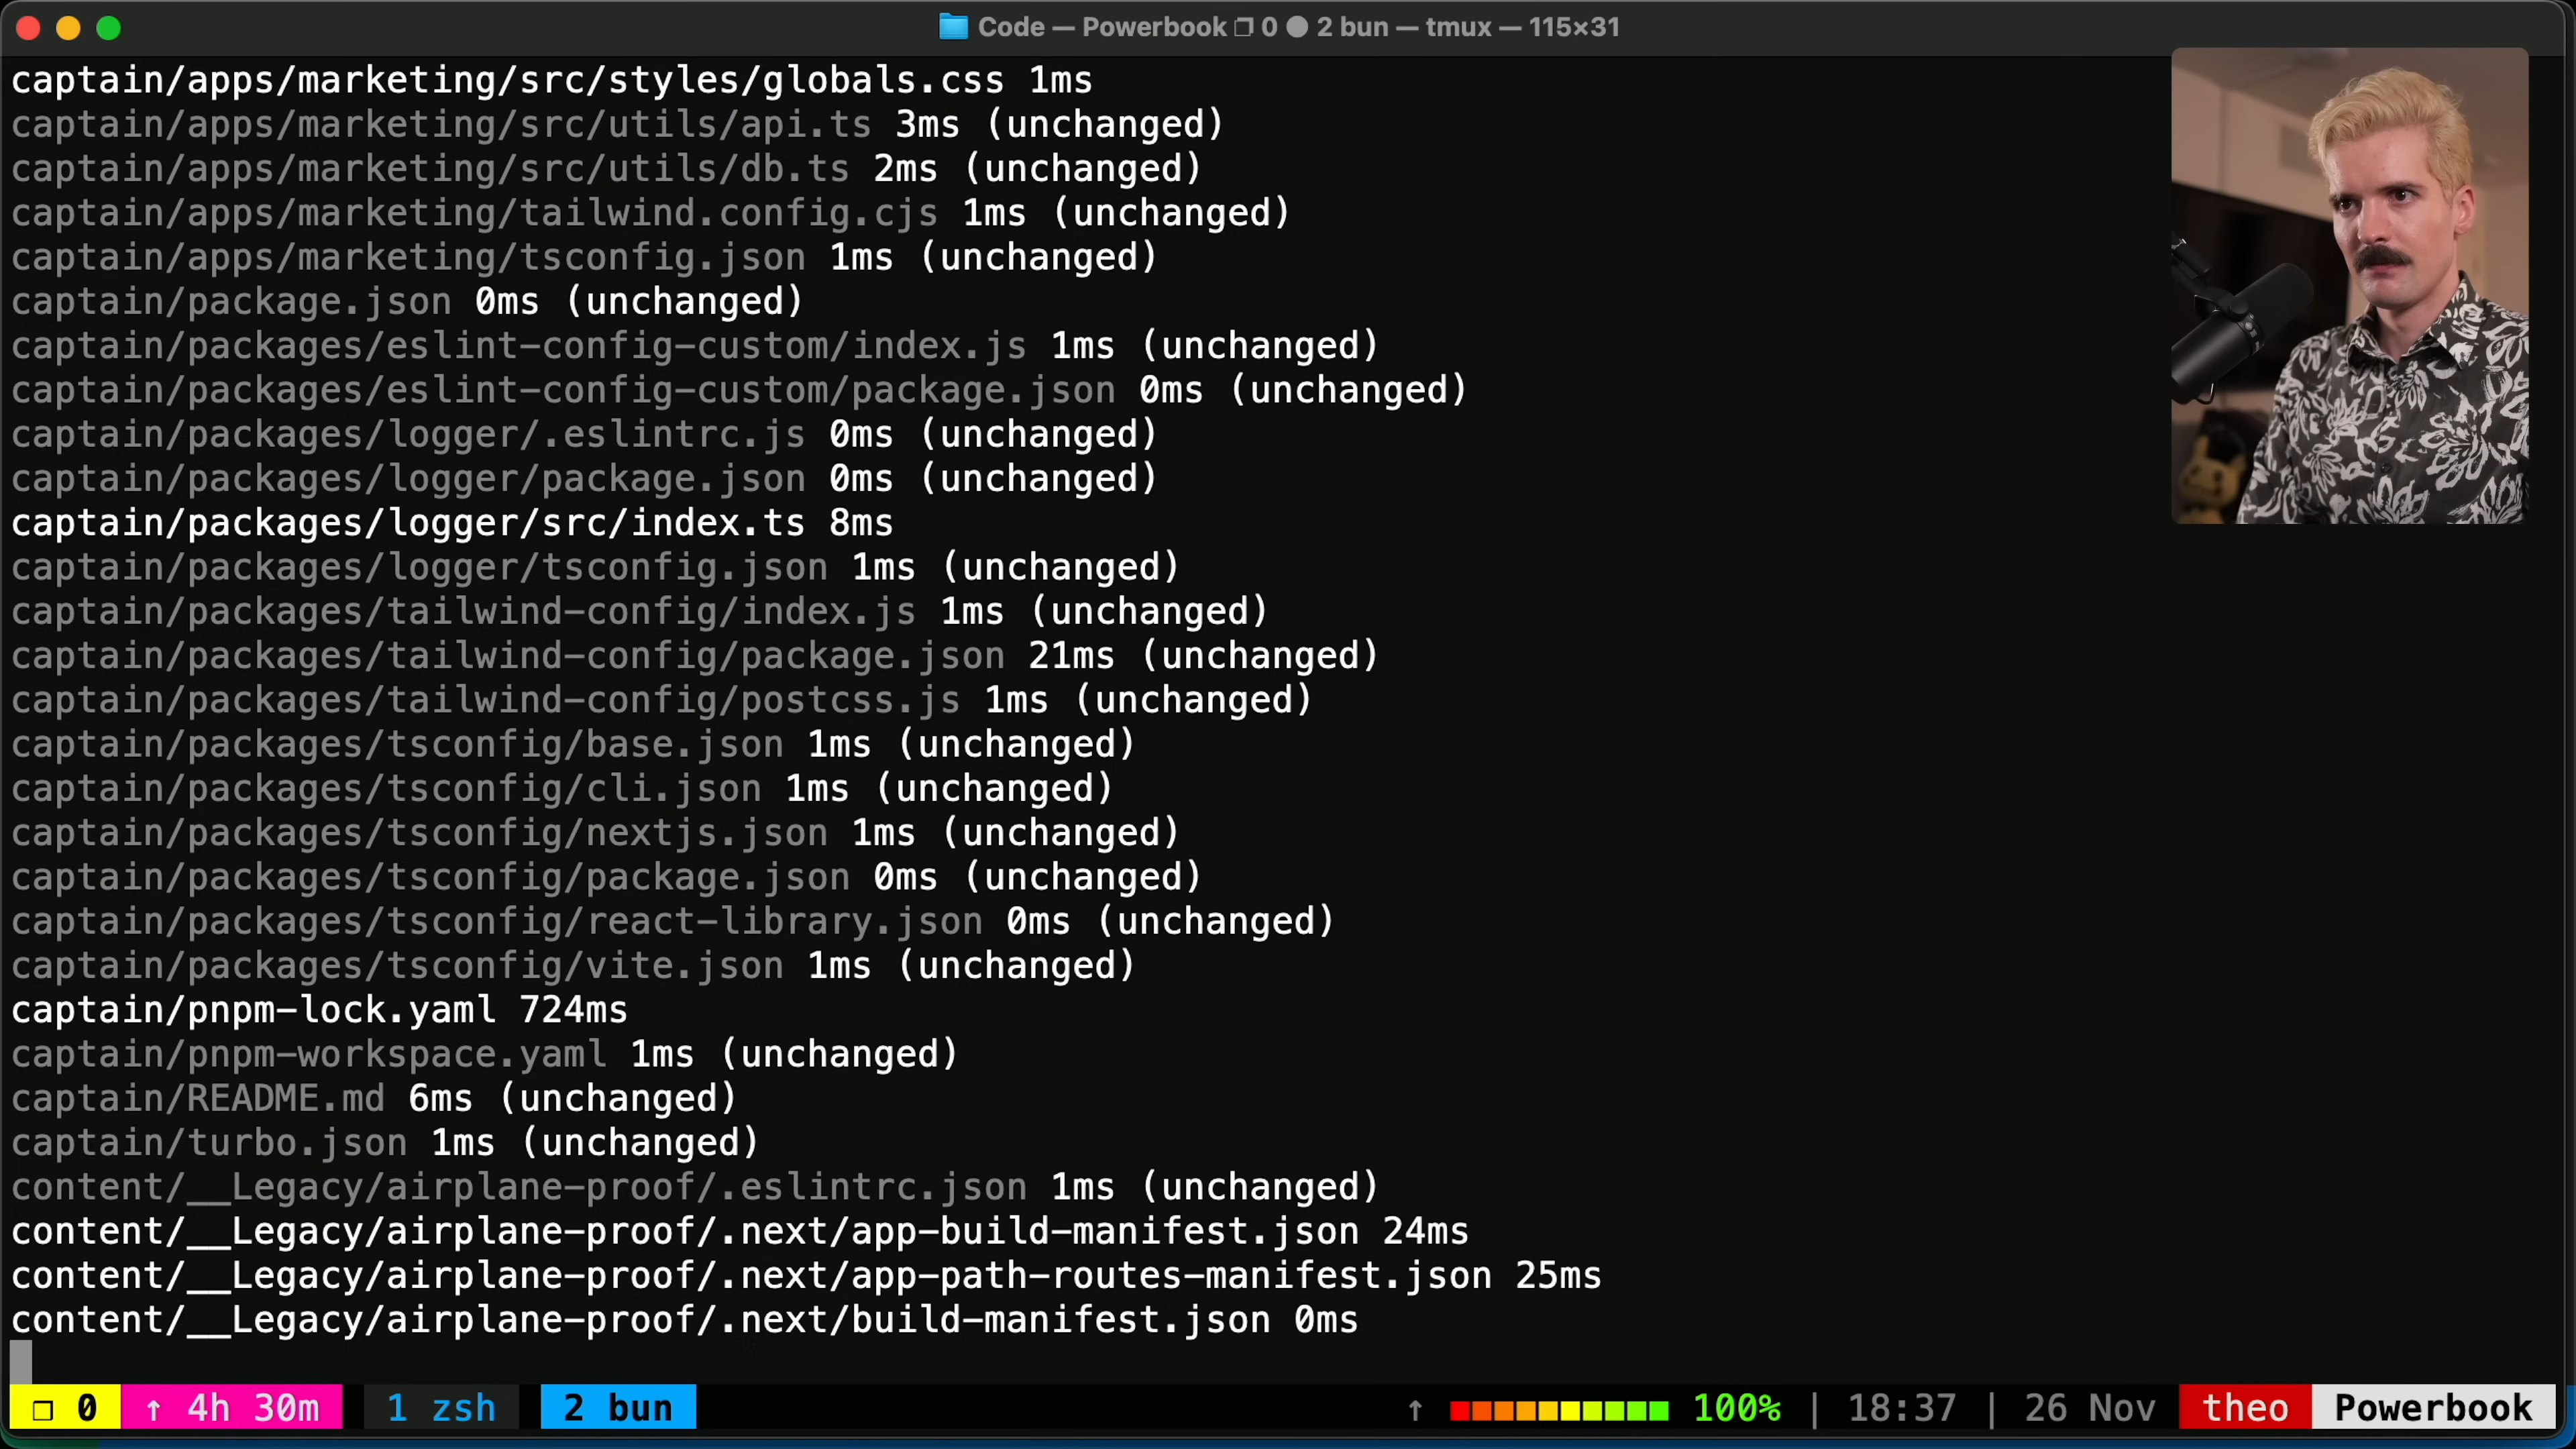 Code — Powerbook ❐ 0 ● 2 bun — tmux — 115×31
captain/apps/marketing/src/styles/globals.css 1ms
captain/apps/marketing/src/utils/api.ts 3ms (unchanged)
captain/apps/marketing/src/utils/db.ts 2ms (unchanged)
captain/apps/marketing/tailwind.config.cjs 1ms (unchanged)
captain/apps/marketing/tsconfig.json 1ms (unchanged)
captain/package.json 0ms (unchanged)
captain/packages/eslint-config-custom/index.js 1ms (unchanged)
captain/packages/eslint-config-custom/package.json 0ms (unchanged)
captain/packages/logger/.eslintrc.js 0ms (unchanged)
captain/packages/logger/package.json 0ms (unchanged)
captain/packages/logger/src/index.ts 8ms
captain/packages/logger/tsconfig.json 1ms (unchanged)
captain/packages/tailwind-config/index.js 1ms (unchanged)
captain/packages/tailwind-config/package.json 21ms (unchanged)
captain/packages/tailwind-config/postcss.js 1ms (unchanged)
captain/packages/tsconfig/base.json 1ms (unchanged)
captain/packages/tsconfig/cli.json 1ms (unchanged)
captain/packages/tsconfig/nextjs.json 1ms (unchanged)
captain/packages/tsconfig/package.json 0ms (unchanged)
captain/packages/tsconfig/react-library.json 0ms (unchanged)
captain/packages/tsconfig/vite.json 1ms (unchanged)
captain/pnpm-lock.yaml 724ms
captain/pnpm-workspace.yaml 1ms (unchanged)
captain/README.md 6ms (unchanged)
captain/turbo.json 1ms (unchanged)
content/__Legacy/airplane-proof/.eslintrc.json 1ms (unchanged)
content/__Legacy/airplane-proof/.next/app-build-manifest.json 24ms
content/__Legacy/airplane-proof/.next/app-path-routes-manifest.json 25ms
content/__Legacy/airplane-proof/.next/build-manifest.json 0ms
❐ 0 ↑ 4h 30m 1 zsh 2 bun ↑ 100% | 18:37 | 26 Nov theo Powerbook